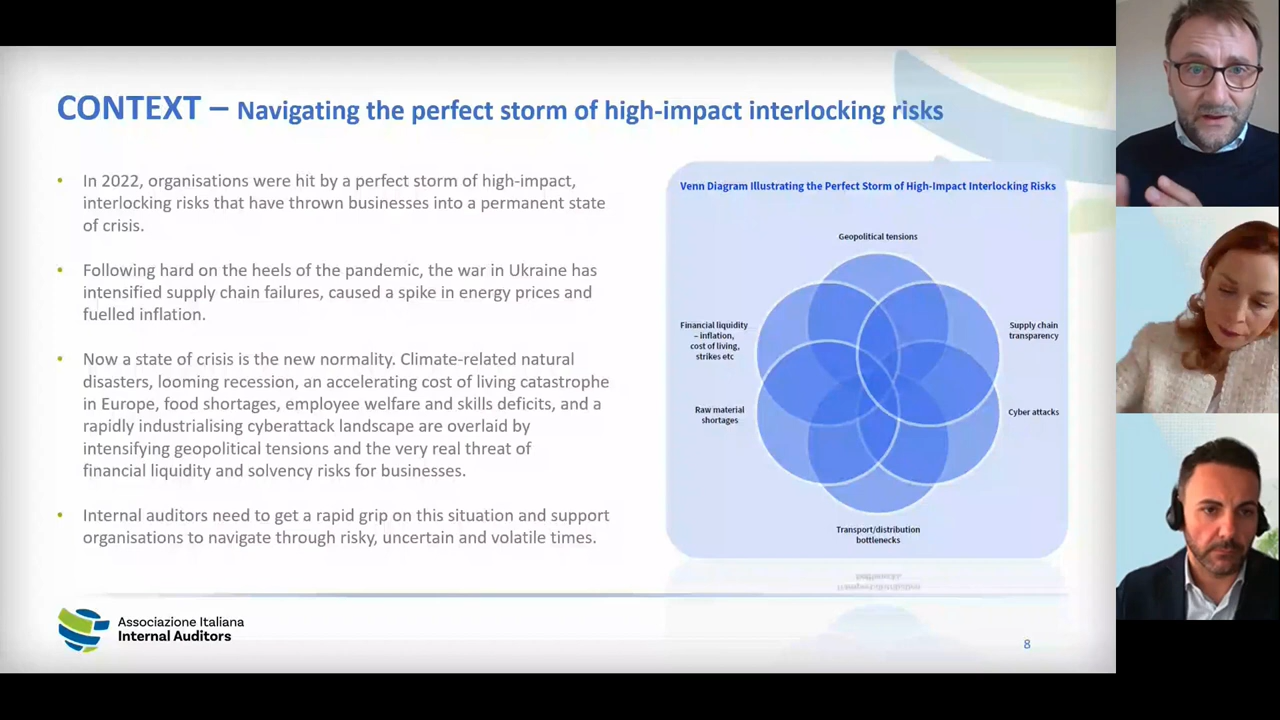 CONTEXT – Navigating the perfect storm of high-impact interlocking risks
• In 2022, organisations were hit by a perfect storm of high-impact,
interlocking risks that have thrown businesses into a permanent state
of crisis.
• Following hard on the heels of the pandemic, the war in Ukraine has
intensified supply chain failures, caused a spike in energy prices and
fuelled inflation.
• Now a state of crisis is the new normality. Climate-related natural
disasters, looming recession, an accelerating cost of living catastrophe
in Europe, food shortages, employee welfare and skills deficits, and a
rapidly industrialising cyberattack landscape are overlaid by
intensifying geopolitical tensions and the very real threat of
financial liquidity and solvency risks for businesses.
• Internal auditors need to get a rapid grip on this situation and support
organisations to navigate through risky, uncertain and volatile times.
Venn Diagram Illustrating the Perfect Storm of High-Impact Interlocking Risks
Geopolitical tensions
Financial liquidity
– inflation,
cost of living,
strikes etc
Supply chain
transparency
Raw material
shortages
Cyber attacks
Transport/distribution
bottlenecks
Associazione Italiana
Internal Auditors
8